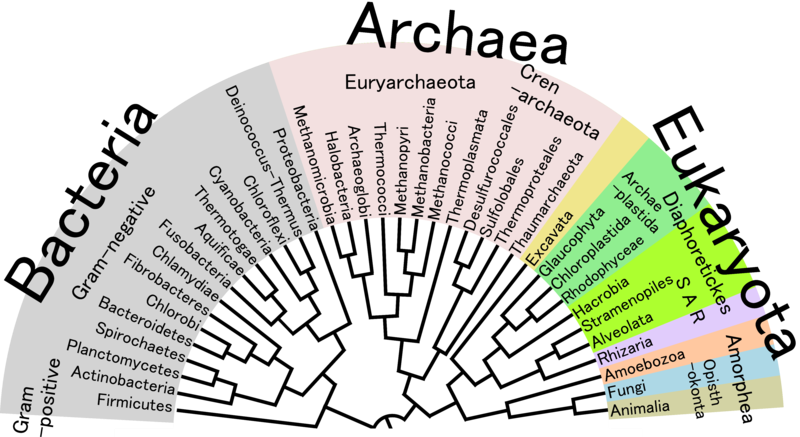 Bacteria
Archaea
Eukaryota
Gram
-positive
Gram-negative
Euryarchaeota
Cren
-archaeota
Archae
-plastida
Diaphoretickes
S A R
Amorphea
Opisth
-okonta
Firmicutes
Actinobacteria
Planctomycetes
Spirochaetes
Bacteroidetes
Chlorobi
Fibrobacteres
Chlamydiae
Fusobacteria
Aquificae
Thermotogae
Cyanobacteria
Chloroflexi
Deinococcus-Thermus
Proteobacteria
Methanomicrobia
Halobacteria
Archaeoglobi
Thermococci
Methanopyri
Methanobacteria
Methanococci
Thermoplasmata
Desulfurococcales
Sulfolobales
Thermoproteales
Thaumarchaeota
Excavata
Glaucophyta
Chloroplastida
Rhodophyceae
Hacrobia
Stramenopiles
Alveolata
Rhizaria
Amoebozoa
Fungi
Animalia